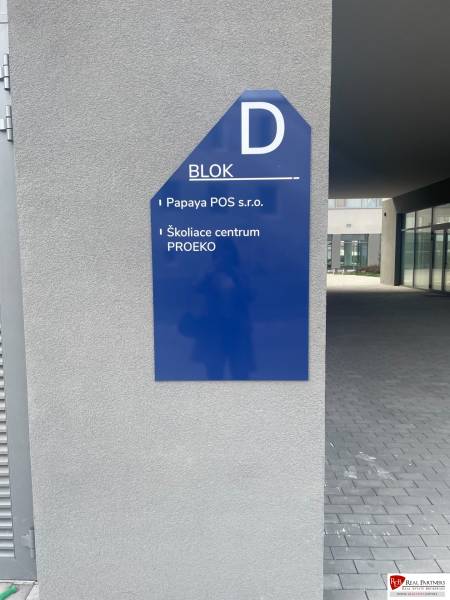 D
BLOK
Papaya POS s.r.o.
Školiace centrum
PROEKO
REAL PARTNERS